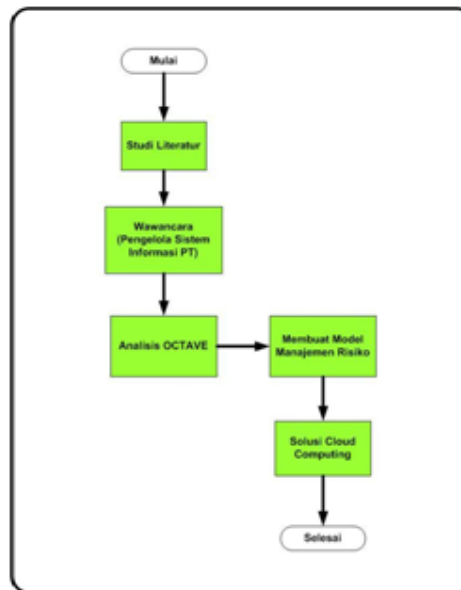 Mulai
Studi Literatur
Wawancara
(Pengelola Sistem
Informasi PT)
Analisis OCTAVE
Membuat Model
Manajemen Risiko
Solusi Cloud
Computing
Selesai